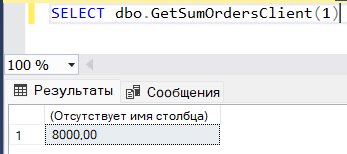 SELECT dbo.GetSumOrdersClient(1)
100 %
Результаты Сообщения
(Отсутствует имя столбца)
1 8000,00